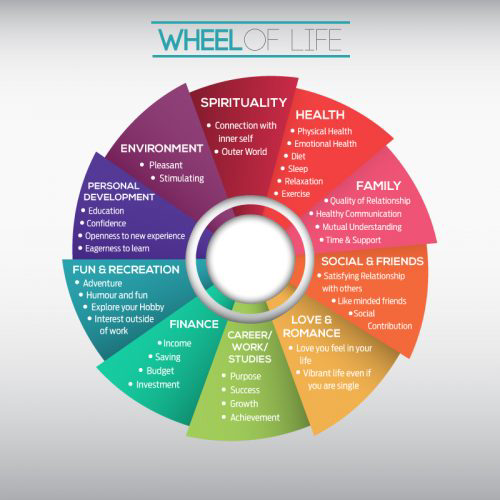 WHEEL OF LIFE
SPIRITUALITY
• Connection with
inner self
• Outer World
HEALTH
• Physical Health
• Emotional Health
• Diet
• Sleep
• Relaxation
• Exercise
FAMILY
• Quality of Relationship
• Healthy Communication
• Mutual Understanding
• Time & Support
SOCIAL & FRIENDS
• Satisfying Relationship
with others
• Like minded friends
• Social
Contribution
LOVE &
ROMANCE
• Love you feel in your
life
• Vibrant life even if
you are single
CAREER/
WORK/
STUDIES
• Purpose
• Success
• Growth
• Achievement
FINANCE
• Income
• Saving
• Budget
• Investment
FUN & RECREATION
• Adventure
• Humour and fun
• Explore your Hobby
• Interest outside
of work
PERSONAL
DEVELOPMENT
• Education
• Confidence
• Openness to new experience
• Eagerness to learn
ENVIRONMENT
• Pleasant
• Stimulating